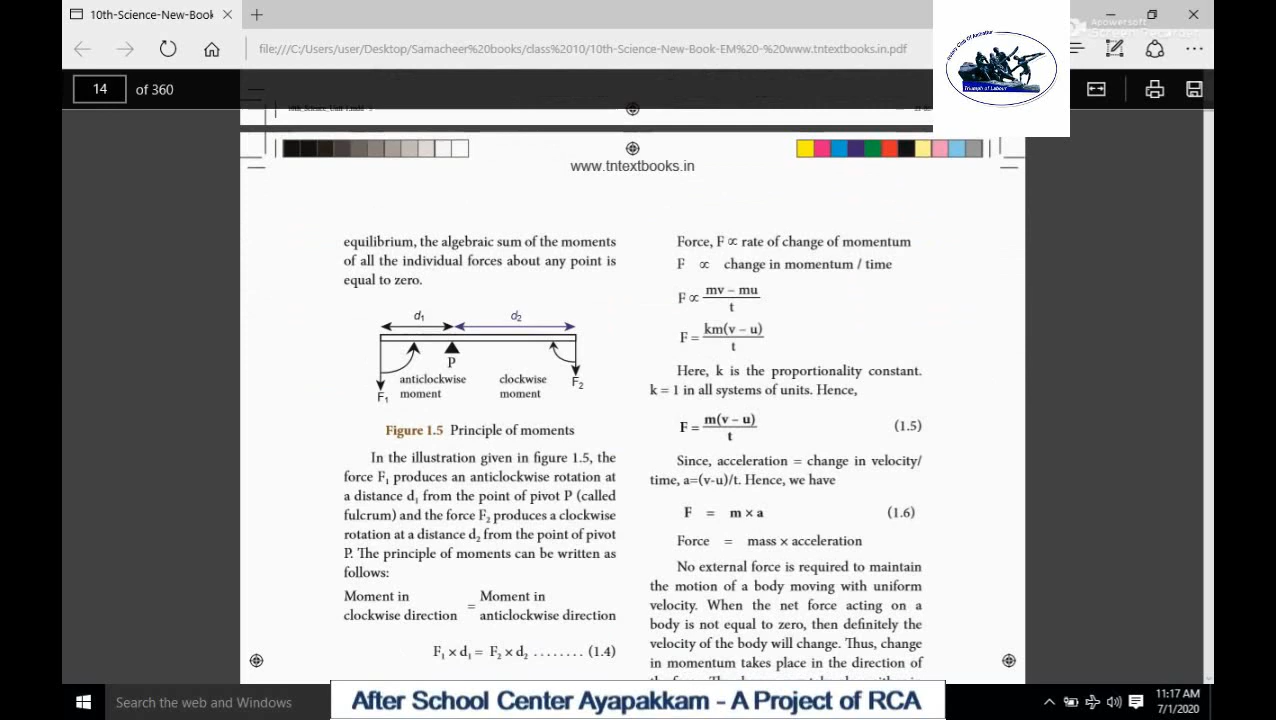 10th-Science-New-Book
Apowersoft
Screen Recorder
file:///C:/Users/user/Desktop/Samacheer%20books/class%2010/10th-Science-New-Book-EM%20-%20www.tntextbooks.in.pdf
Triumph of Labour
14 of 360
www.tntextbooks.in
equilibrium, the algebraic sum of the moments
of all the individual forces about any point is
equal to zero.
d1 d2
P
anticlockwise clockwise
moment moment
F1 F2
Figure 1.5 Principle of moments
In the illustration given in figure 1.5, the
force F1 produces an anticlockwise rotation at
a distance d1 from the point of pivot P (called
fulcrum) and the force F2 produces a clockwise
rotation at a distance d2 from the point of pivot
P. The principle of moments can be written as
follows:
Moment in = Moment in
clockwise direction anticlockwise direction
F1 × d1 = F2 × d2 ........ (1.4)
Force, F ∝ rate of change of momentum
F ∝ change in momentum / time
F ∝ mv – mu
t
F = km(v – u)
t
Here, k is the proportionality constant.
k = 1 in all systems of units. Hence,
F = m(v – u) (1.5)
t
Since, acceleration = change in velocity/
time, a=(v-u)/t. Hence, we have
F = m × a (1.6)
Force = mass × acceleration
No external force is required to maintain
the motion of a body moving with uniform
velocity. When the net force acting on a
body is not equal to zero, then definitely the
velocity of the body will change. Thus, change
in momentum takes place in the direction of
Search the web and Windows
After School Center Ayapakkam - A Project of RCA
11:17 AM
7/1/2020